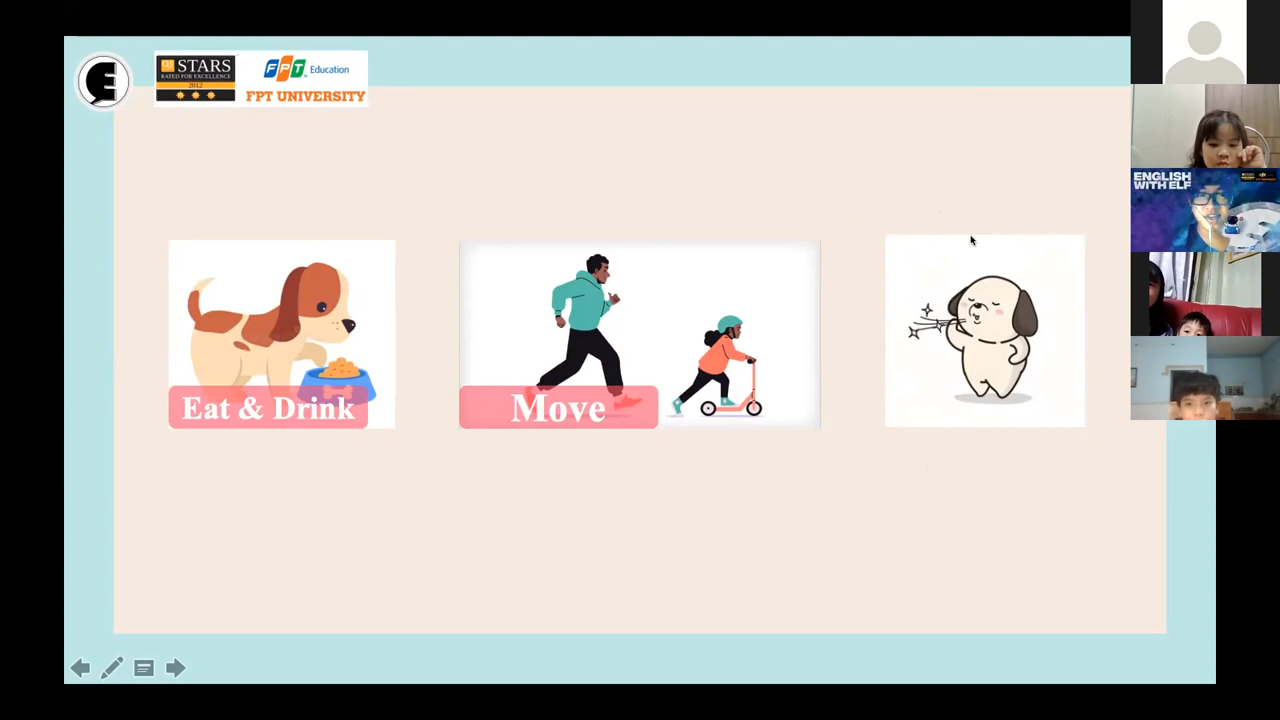 STARS
RATED FOR EXCELLENCE
2012
FPT Education
FPT UNIVERSITY
ENGLISH
WITH ELF
Eat & Drink
Move